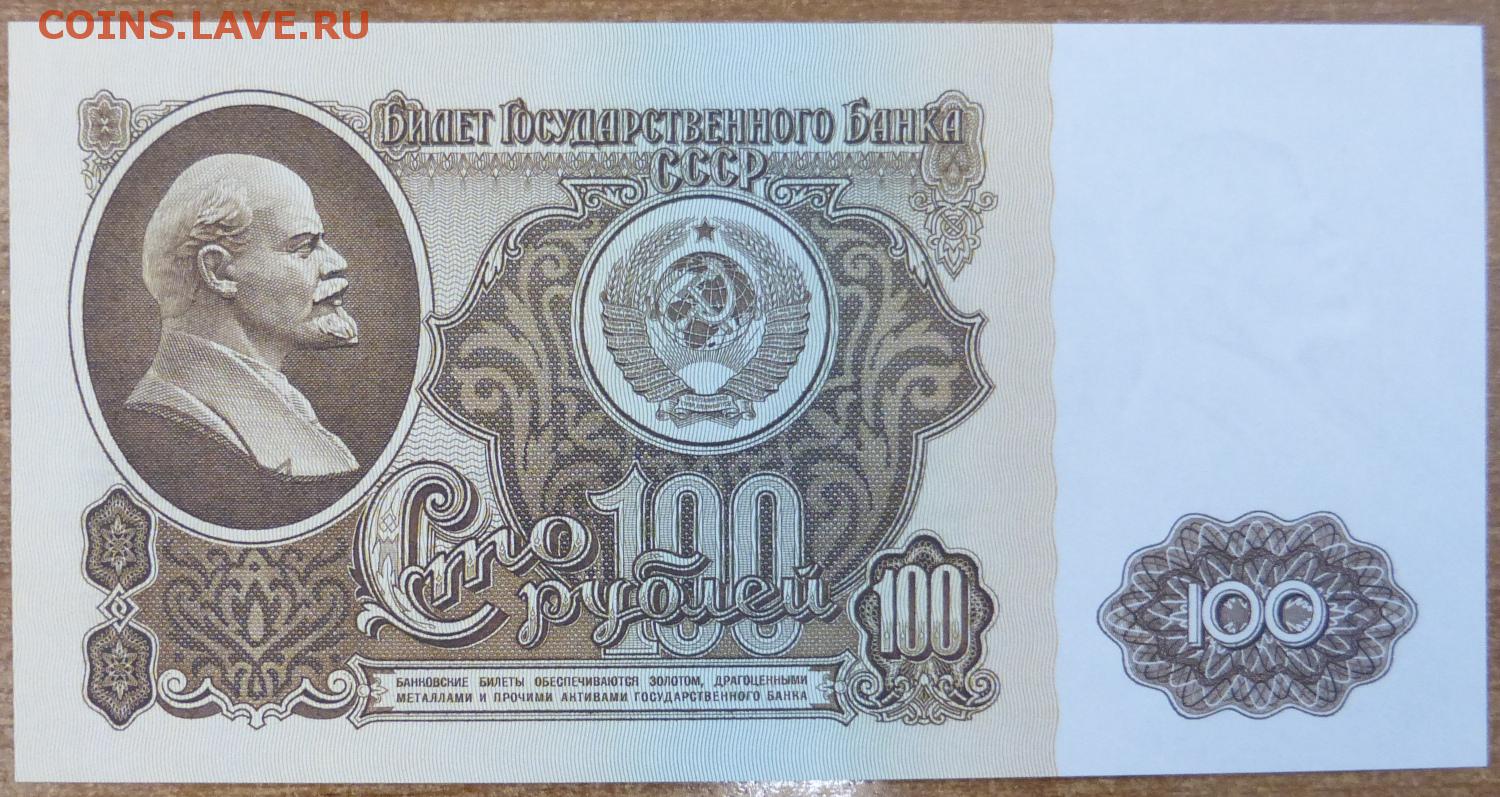 COINS.LAVE.RU
Билет Государственного Банка
СССР
Сто 100
рублей
100
100
БАНКОВСКИЕ БИЛЕТЫ ОБЕСПЕЧИВАЮТСЯ ЗОЛОТОМ, ДРАГОЦЕННЫМИ
МЕТАЛЛАМИ И ПРОЧИМИ АКТИВАМИ ГОСУДАРСТВЕННОГО БАНКА
100